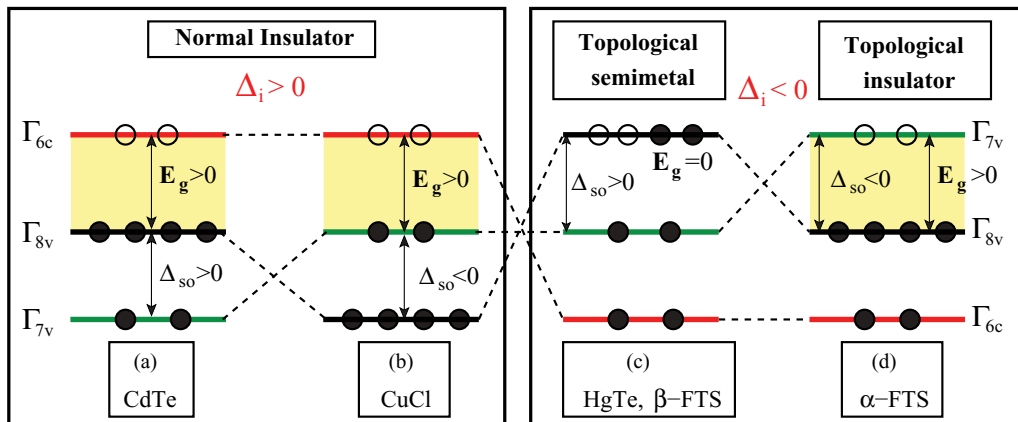 Normal Insulator
Δi > 0
Topological semimetal
Δi < 0
Topological insulator
Γ6c
Eg>0
Eg>0
Eg=0
Δso>0
Δso<0
Eg>0
Γ7v
Γ8v
Δso>0
Δso<0
Γ8v
Γ7v
Γ6c
(a)
CdTe
(b)
CuCl
(c)
HgTe, β−FTS
(d)
α−FTS